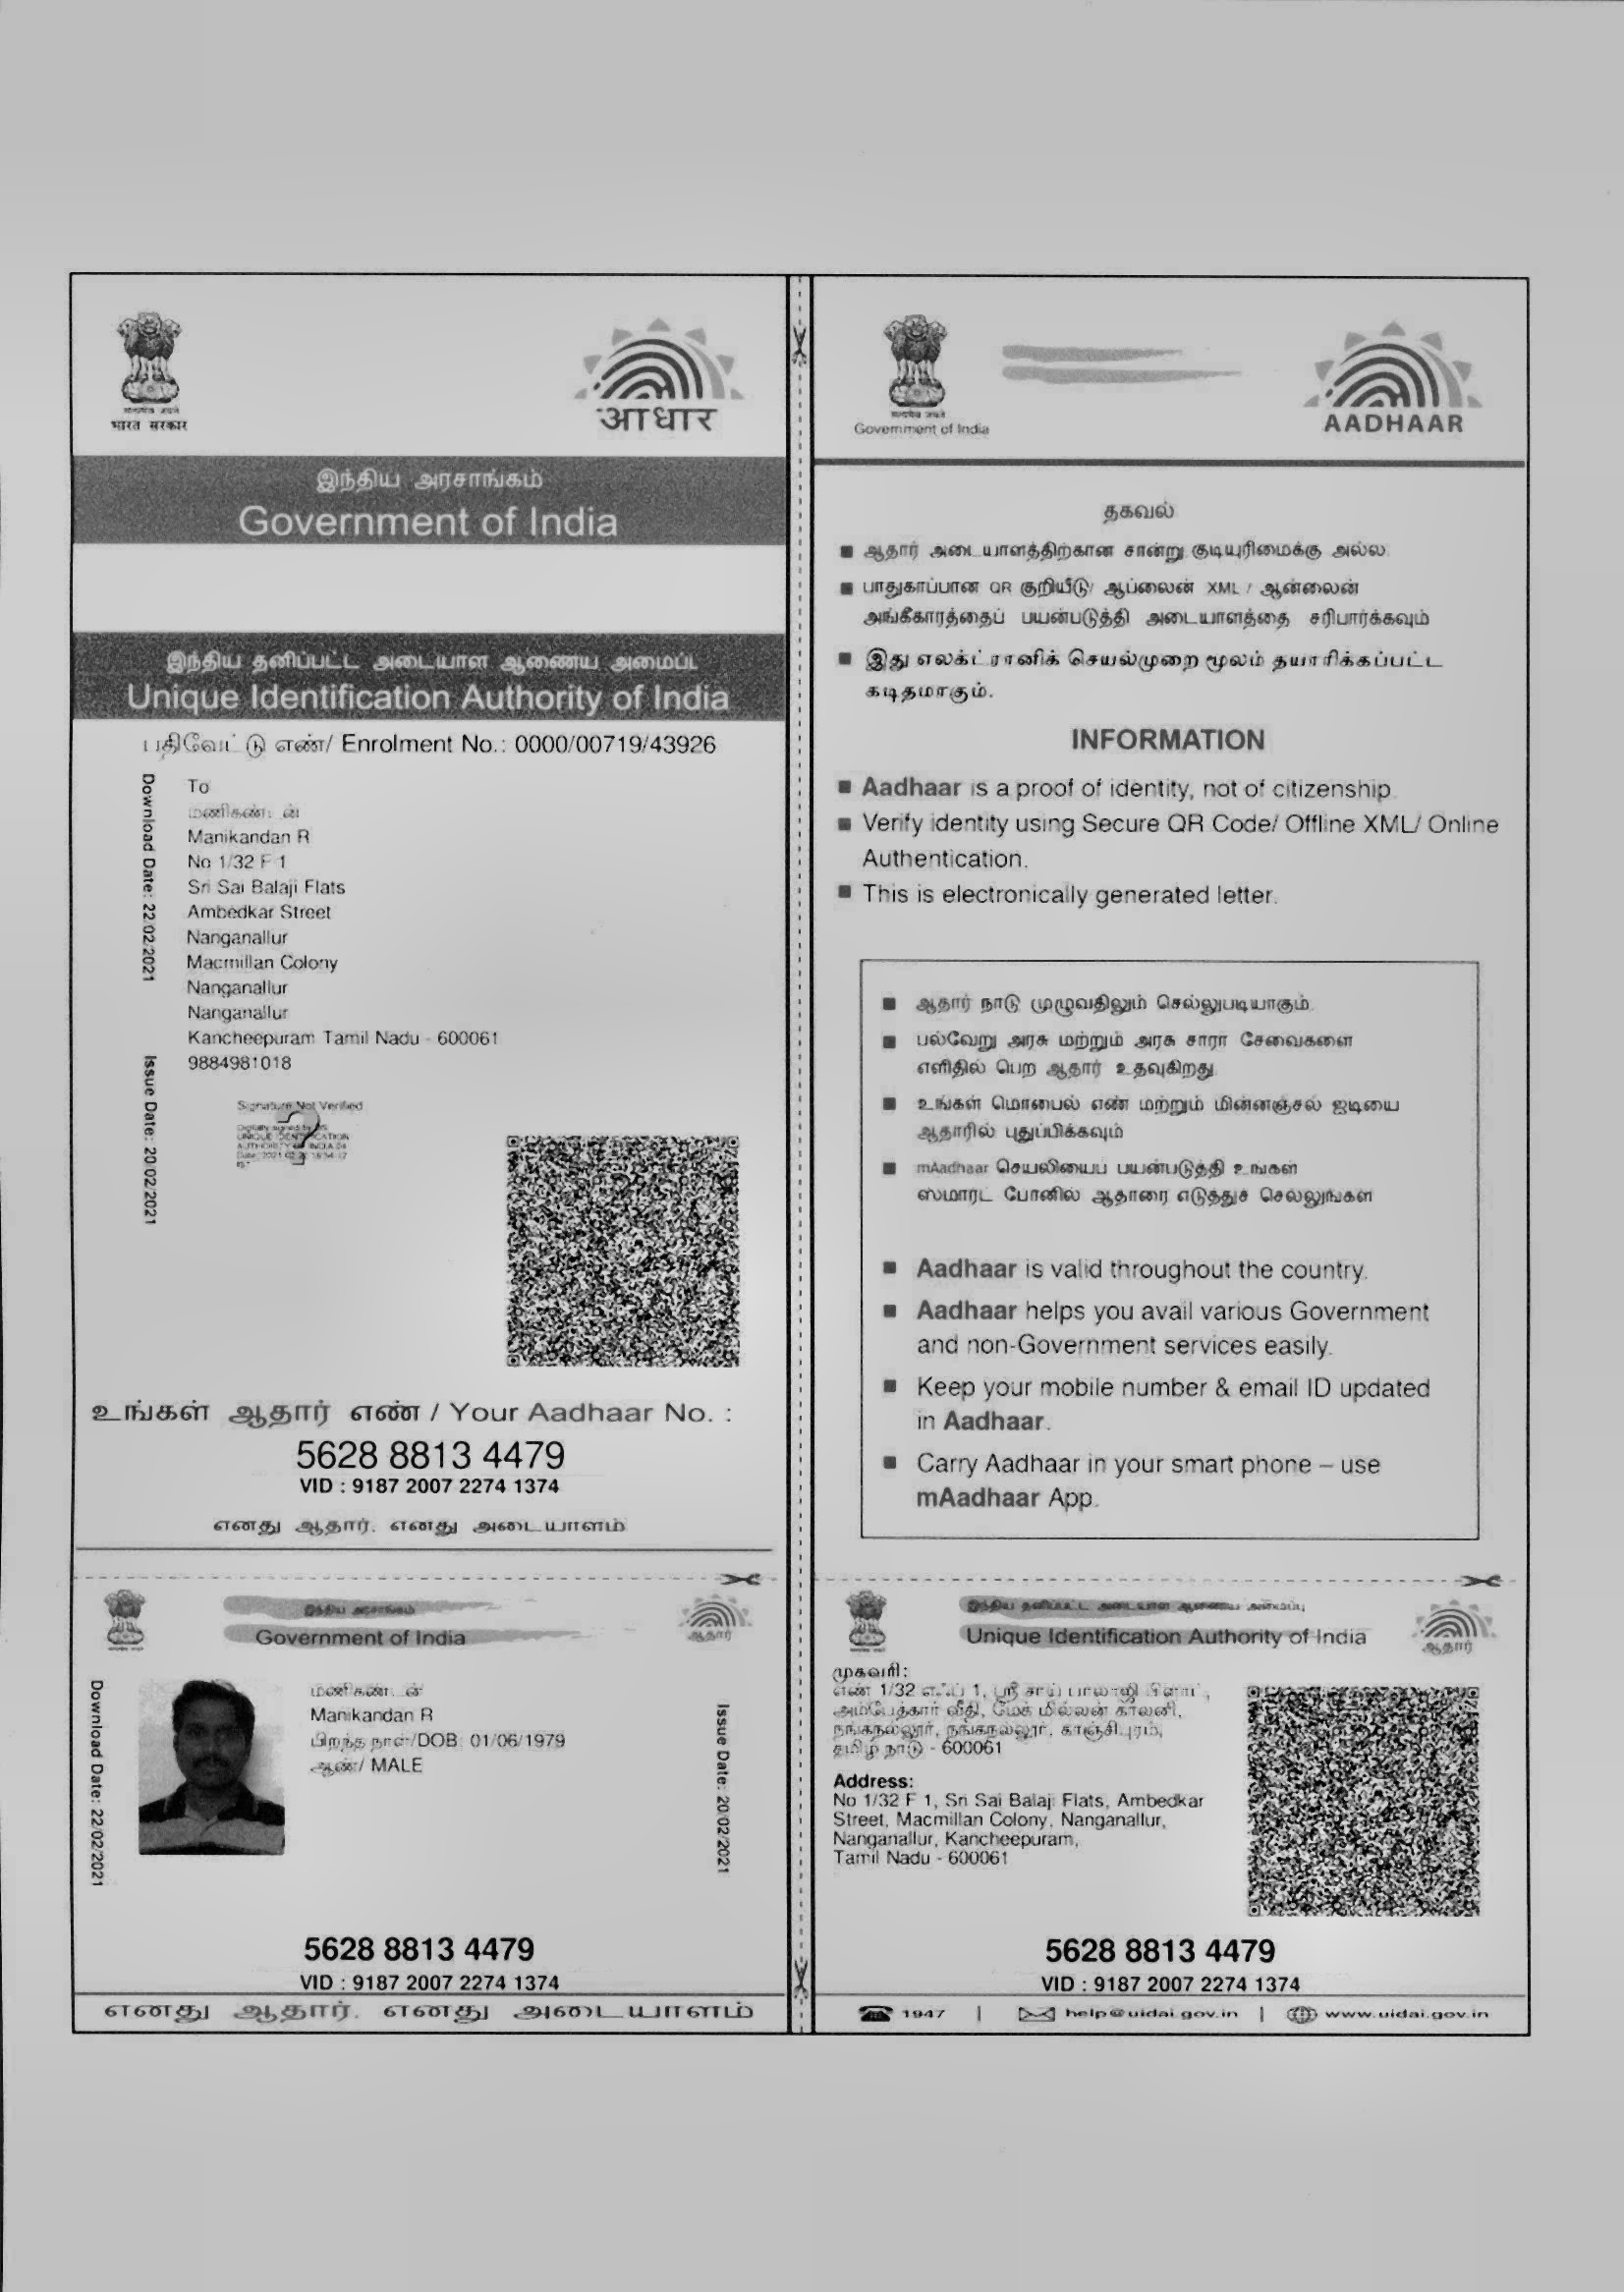 भारत सरकार
आधार
இந்திய அரசாங்கம்
Government of India
இந்திய தனிப்பட்ட அடையாள ஆணைய
Unique Identification Authority of India
பதிவேட்டு எண்/ Enrolment No.: 0000/00719/43926
Download Date: 22/02/2021
Issue Date: 20/02/2021
To
Manikandan R
No 1/32 F 1
Sri Sai Balaji Flats
Ambedkar Street
Nanganallur
Macmillan Colony
Nanganallur
Nanganallur
Kancheepuram Tamil Nadu - 600061
9884981018
Signature Not Verified
உங்கள் ஆதார் எண் / Your Aadhaar No. :
5628 8813 4479
VID : 9187 2007 2274 1374
எனது ஆதார், எனது அடையாளம்
Government of India
AADHAAR
தகவல்
■ ஆதார் அடையாளத்திற்கான சான்று குடியுரிமைக்கு அல்ல
■ பாதுகாப்பான QR குறியீடு/ ஆப்லைன் XML / ஆன்லைன்
அங்கீகாரத்தைப் பயன்படுத்தி அடையாளத்தை சரிபார்க்கவும்
■ இது எலக்ட்ரானிக் செயல்முறை மூலம் தயாரிக்கப்பட்ட
கடிதமாகும்.
INFORMATION
■ Aadhaar is a proof of identity, not of citizenship.
■ Verify identity using Secure QR Code/ Offline XML/ Online
Authentication.
■ This is electronically generated letter.
■ ஆதார் நாடு முழுவதிலும் செல்லுபடியாகும்.
■ பல்வேறு அரசு மற்றும் அரசு சாரா சேவைகளை
எளிதில் பெற ஆதார் உதவுகிறது
■ உங்கள் மொபைல் எண் மற்றும் மின்னஞ்சல் ஐடியை
ஆதாரில் புதுப்பிக்கவும்
■ mAadhaar செயலியைப் பயன்படுத்தி உங்கள்
ஸ்மார்ட் போனில் ஆதாரை எடுத்துச் செல்லுங்கள்
■ Aadhaar is valid throughout the country.
■ Aadhaar helps you avail various Government
and non-Government services easily.
■ Keep your mobile number & email ID updated
in Aadhaar.
■ Carry Aadhaar in your smart phone – use
mAadhaar App.
இந்திய அரசாங்கம்
Government of India
ஆதார்
Download Date: 22/02/2021
Manikandan R
பிறந்த நாள்/DOB: 01/06/1979
ஆண்/ MALE
Issue Date: 20/02/2021
5628 8813 4479
VID : 9187 2007 2274 1374
எனது ஆதார், எனது அடையாளம்
இந்திய தனிப்பட்ட அடையாள ஆணைய அமைப்பு
Unique Identification Authority of India
ஆதார்
முகவரி:
எண் 1/32 எஃப் 1, ஸ்ரீ சாய் பாலாஜி
அம்பேத்கார் வீதி, மேக் மில்லன் காலனி,
நங்கநல்லூர், நங்கநல்லூர், காஞ்சிபுரம்,
தமிழ் நாடு - 600061
Address:
No 1/32 F 1, Sri Sai Balaji Flats, Ambedkar
Street, Macmillan Colony, Nanganallur,
Nanganallur, Kancheepuram,
Tamil Nadu - 600061
5628 8813 4479
VID : 9187 2007 2274 1374
1947 | help@uidai.gov.in | www.uidai.gov.in